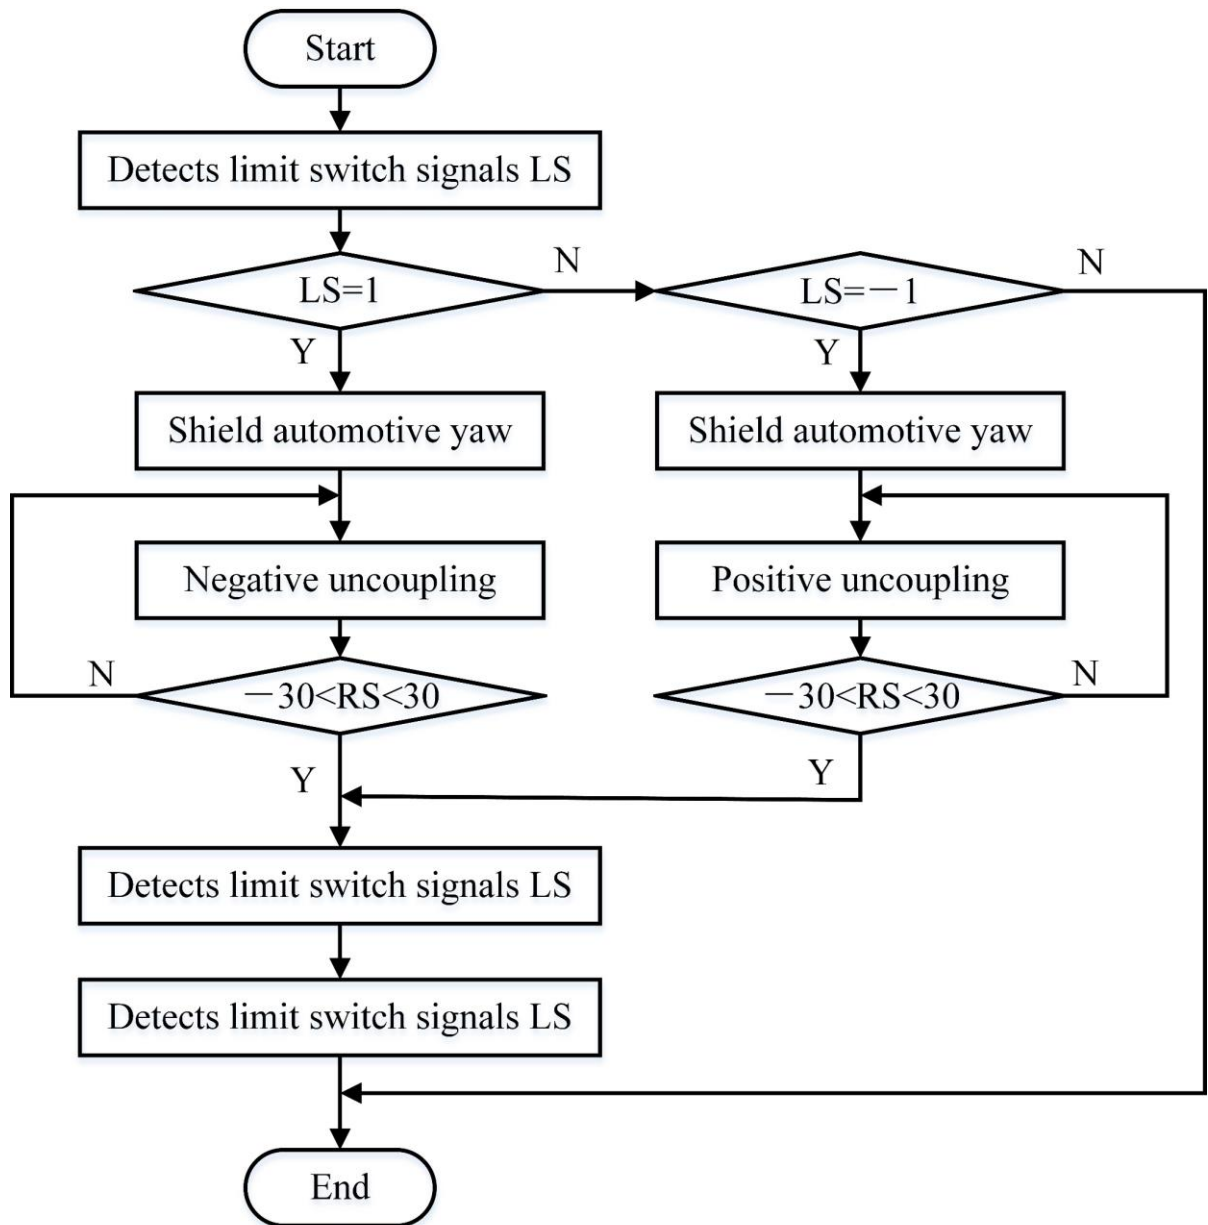 Start
Detects limit switch signals LS
LS=1
N
LS=－1
N
Y
Y
Shield automotive yaw
Shield automotive yaw
Negative uncoupling
Positive uncoupling
N
－30<RS<30
－30<RS<30
N
Y
Y
Detects limit switch signals LS
Detects limit switch signals LS
End